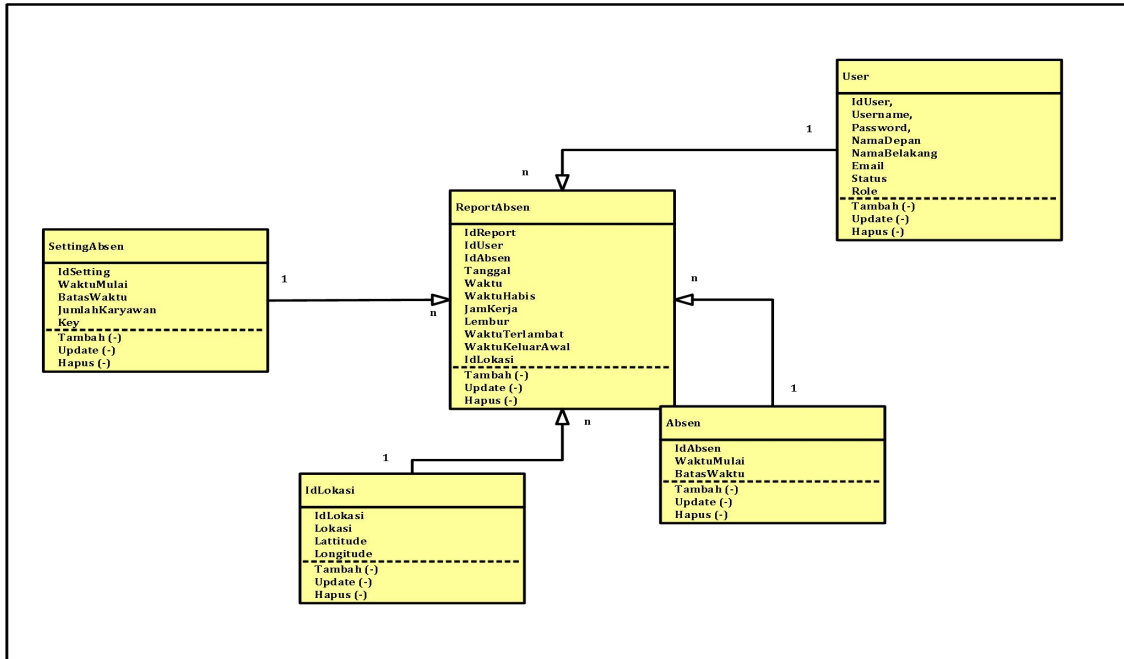 User
IdUser,
Username,
Password,
NamaDepan
NamaBelakang
Email
Status
Role
Tambah (-)
Update (-)
Hapus (-)
1
n
ReportAbsen
IdReport
IdUser
IdAbsen
Tanggal
Waktu
WaktuHabis
JamKerja
Lembur
WaktuTerlambat
WaktuKeluarAwal
IdLokasi
Tambah (-)
Update (-)
Hapus (-)
SettingAbsen
IdSetting
WaktuMulai
BatasWaktu
JumlahKaryawan
Key
Tambah (-)
Update (-)
Hapus (-)
1
n
n
1
Absen
IdAbsen
WaktuMulai
BatasWaktu
Tambah (-)
Update (-)
Hapus (-)
n
1
IdLokasi
IdLokasi
Lokasi
Lattitude
Longitude
Tambah (-)
Update (-)
Hapus (-)